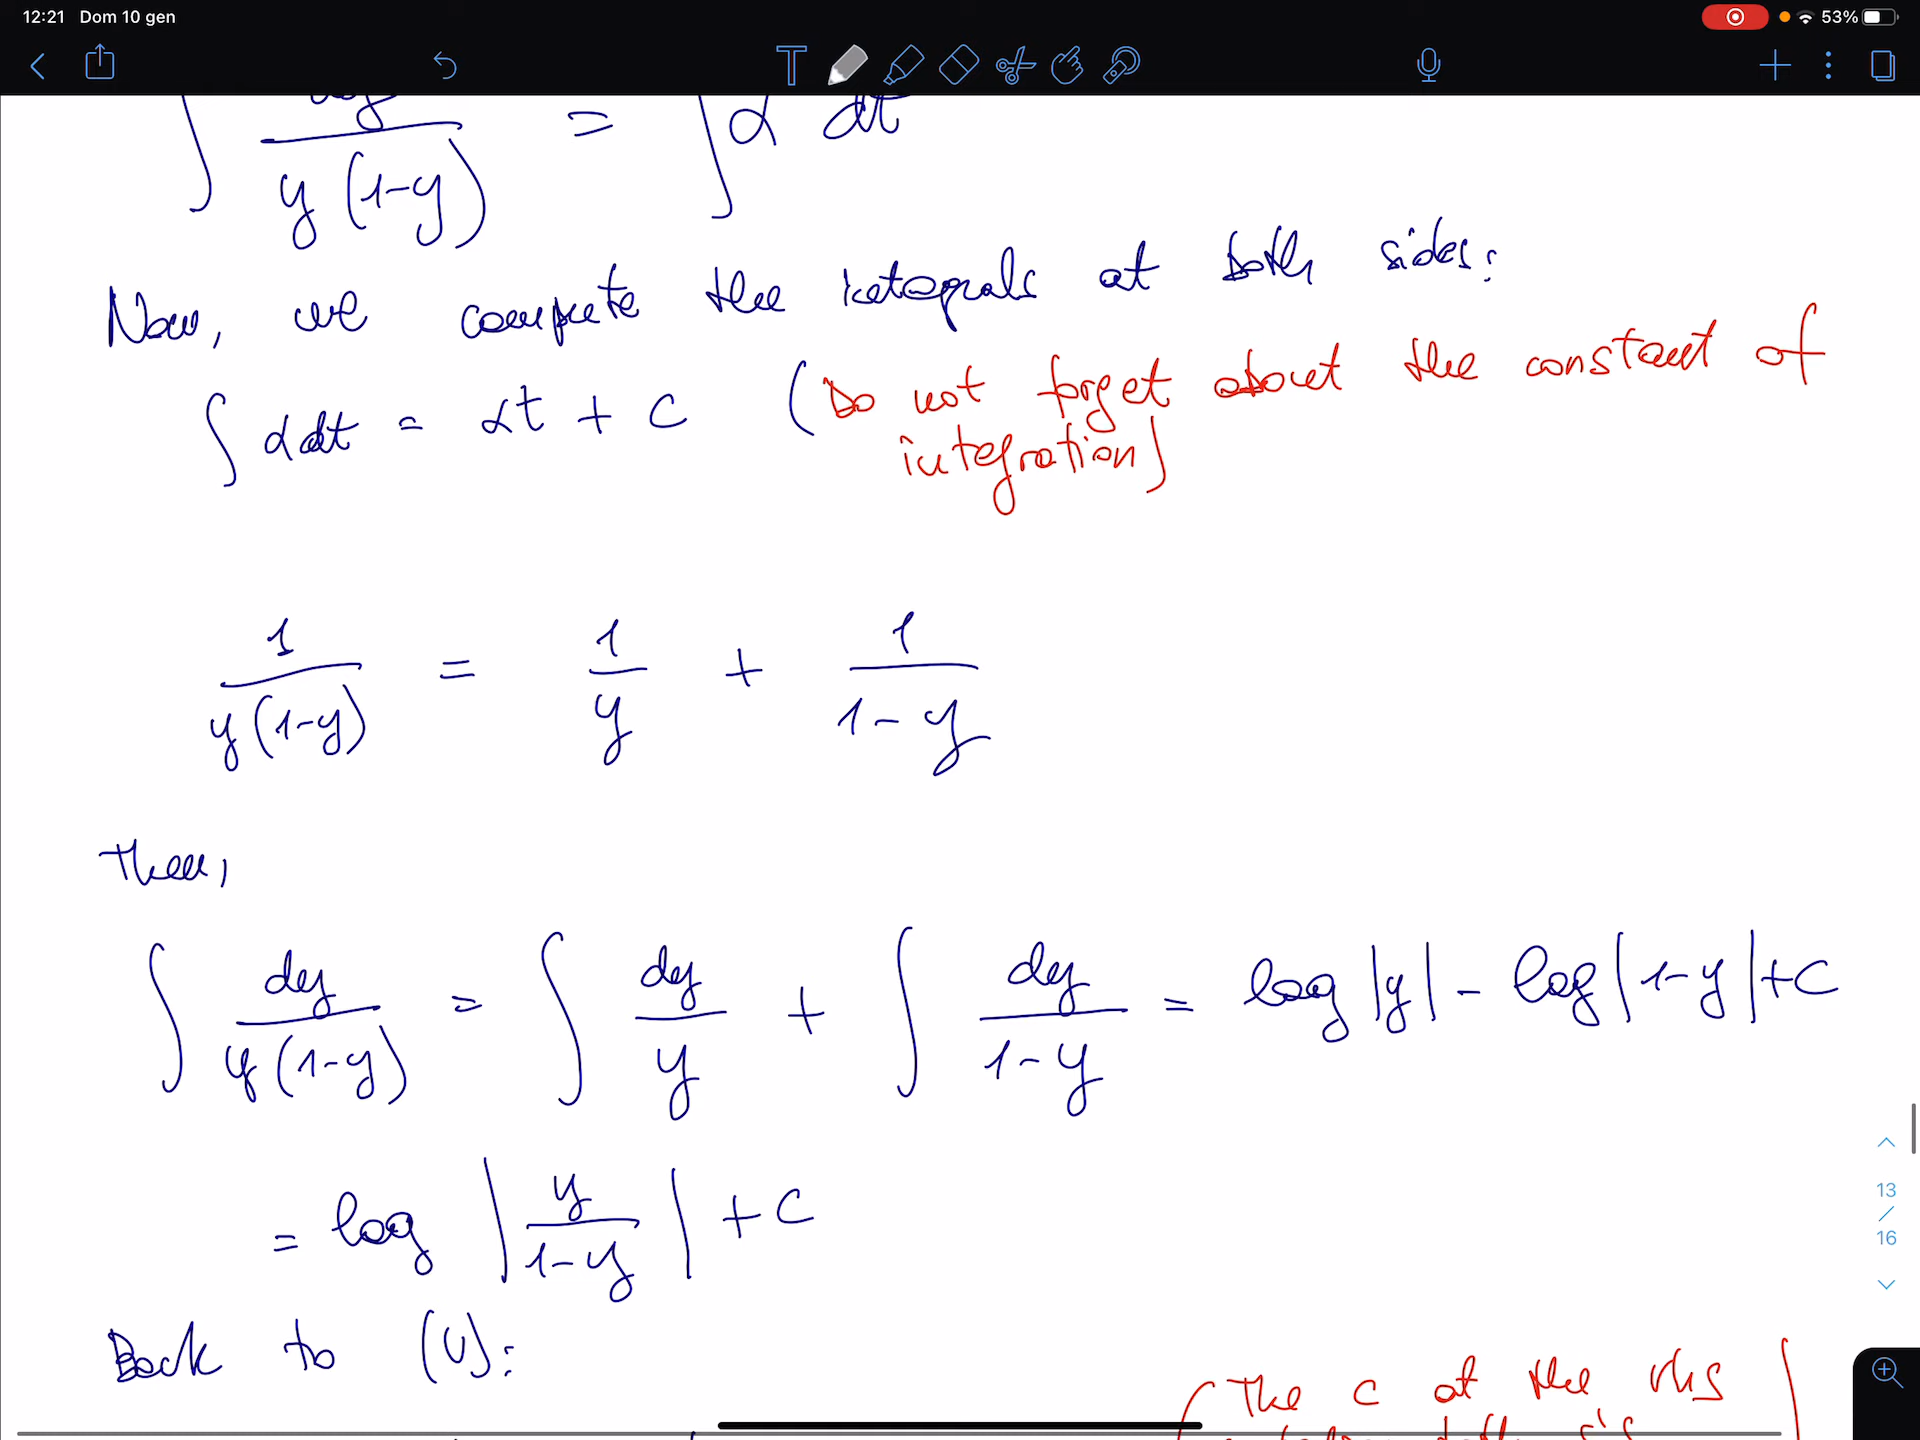 12:21 Dom 10 gen 53%
∫ dy / y(1-y) = ∫ α dt
Now, we compute the integrals at both sides:
∫ α dt = αt + c (Do not forget about the constant of
integration)
1 / y(1-y) = 1 / y + 1 / 1-y
Then,
∫ dy / y(1-y) = ∫ dy / y + ∫ dy / 1-y = log |y| - log |1-y| + C
= log | y / 1-y | + C
Back to (V):
13
/
16
(The C at the rhs